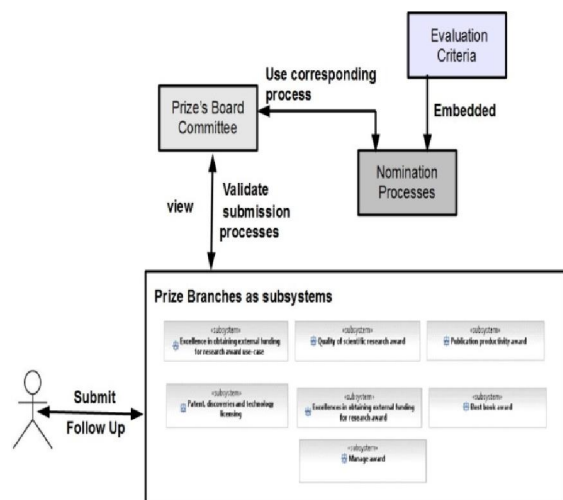 Evaluation
Criteria
Use corresponding
process
Embedded
Prize's Board
Committee
Nomination
Processes
view
Validate
submission
processes
Prize Branches as subsystems
«subsystem»
Excellence in obtaining external funding
for research award use-case
«subsystem»
Quality of scientific research award
«subsystem»
Publication productivity award
«subsystem»
Patent, discoveries and technology
licensing
«subsystem»
Excellences in obtaining external funding
for research award
«subsystem»
Best book award
«subsystem»
Manage award
Submit
Follow Up